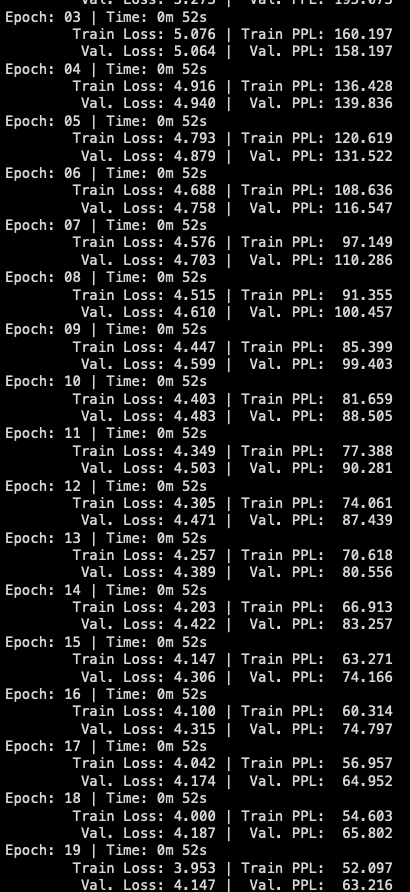 Val. Loss: 5.273 | Val. PPL: 195.073
Epoch: 03 | Time: 0m 52s
Train Loss: 5.076 | Train PPL: 160.197
Val. Loss: 5.064 | Val. PPL: 158.197
Epoch: 04 | Time: 0m 52s
Train Loss: 4.916 | Train PPL: 136.428
Val. Loss: 4.940 | Val. PPL: 139.836
Epoch: 05 | Time: 0m 52s
Train Loss: 4.793 | Train PPL: 120.619
Val. Loss: 4.879 | Val. PPL: 131.522
Epoch: 06 | Time: 0m 52s
Train Loss: 4.688 | Train PPL: 108.636
Val. Loss: 4.758 | Val. PPL: 116.547
Epoch: 07 | Time: 0m 52s
Train Loss: 4.576 | Train PPL: 97.149
Val. Loss: 4.703 | Val. PPL: 110.286
Epoch: 08 | Time: 0m 52s
Train Loss: 4.515 | Train PPL: 91.355
Val. Loss: 4.610 | Val. PPL: 100.457
Epoch: 09 | Time: 0m 52s
Train Loss: 4.447 | Train PPL: 85.399
Val. Loss: 4.599 | Val. PPL: 99.403
Epoch: 10 | Time: 0m 52s
Train Loss: 4.403 | Train PPL: 81.659
Val. Loss: 4.483 | Val. PPL: 88.505
Epoch: 11 | Time: 0m 52s
Train Loss: 4.349 | Train PPL: 77.388
Val. Loss: 4.503 | Val. PPL: 90.281
Epoch: 12 | Time: 0m 52s
Train Loss: 4.305 | Train PPL: 74.061
Val. Loss: 4.471 | Val. PPL: 87.439
Epoch: 13 | Time: 0m 52s
Train Loss: 4.257 | Train PPL: 70.618
Val. Loss: 4.389 | Val. PPL: 80.556
Epoch: 14 | Time: 0m 52s
Train Loss: 4.203 | Train PPL: 66.913
Val. Loss: 4.422 | Val. PPL: 83.257
Epoch: 15 | Time: 0m 52s
Train Loss: 4.147 | Train PPL: 63.271
Val. Loss: 4.306 | Val. PPL: 74.166
Epoch: 16 | Time: 0m 52s
Train Loss: 4.100 | Train PPL: 60.314
Val. Loss: 4.315 | Val. PPL: 74.797
Epoch: 17 | Time: 0m 52s
Train Loss: 4.042 | Train PPL: 56.957
Val. Loss: 4.174 | Val. PPL: 64.952
Epoch: 18 | Time: 0m 52s
Train Loss: 4.000 | Train PPL: 54.603
Val. Loss: 4.187 | Val. PPL: 65.802
Epoch: 19 | Time: 0m 52s
Train Loss: 3.953 | Train PPL: 52.097
Val. Loss: 4.147 | Val. PPL: 63.216